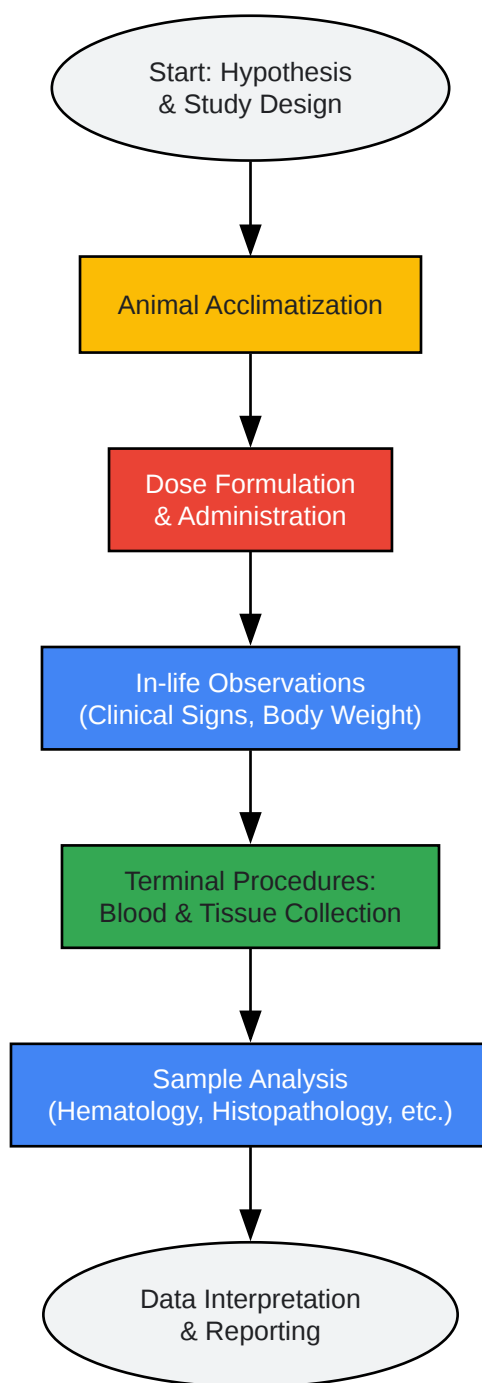 Start: Hypothesis
& Study Design
Animal Acclimatization
Dose Formulation
& Administration
In-life Observations
(Clinical Signs, Body Weight)
Terminal Procedures:
Blood & Tissue Collection
Sample Analysis
(Hematology, Histopathology, etc.)
Data Interpretation
& Reporting